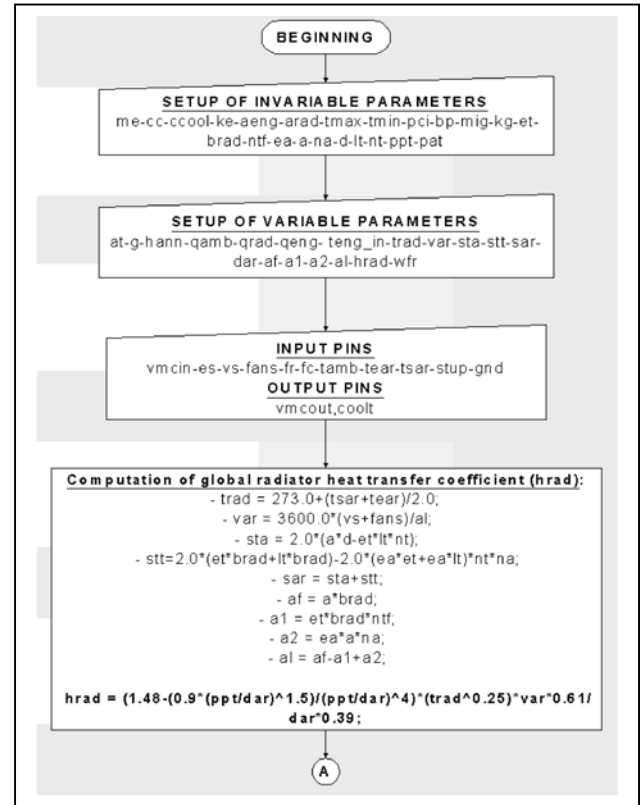 BEGINNING
SETUP OF INVARIABLE PARAMETERS
me-cc-ccool-ke-aeng-arad-tmax-tmin-pci-bp-mig-kg-et-
brad-ntf-ea-a-na-d-lt-nt-ppt-pat
SETUP OF VARIABLE PARAMETERS
at-g-hann-qamb-qrad-qeng- teng_in-trad-var-sta-stt-sar-
dar-af-a1-a2-al-hrad-wfr
INPUT PINS
vmcin-es-vs-fans-fr-fc-tamb-tear-tsar-stup-gnd
OUTPUT PINS
vmcout,coolt
Computation of global radiator heat transfer coefficient (hrad):
- trad = 273.0+(tsar+tear)/2.0;
- var = 3600.0*(vs+fans)/al;
- sta = 2.0*(a*d-et*lt*nt);
- stt=2.0*(et*brad+lt*brad)-2.0*(ea*et+ea*lt)*nt*na;
- sar = sta+stt;
- af = a*brad;
- a1 = et*brad*ntf;
- a2 = ea*a*na;
- al = af-a1+a2;
hrad = (1.48-(0.9*(ppt/dar)^1.5)/(ppt/dar)^4)*(trad^0.25)*var*0.61/
dar*0.39;
A